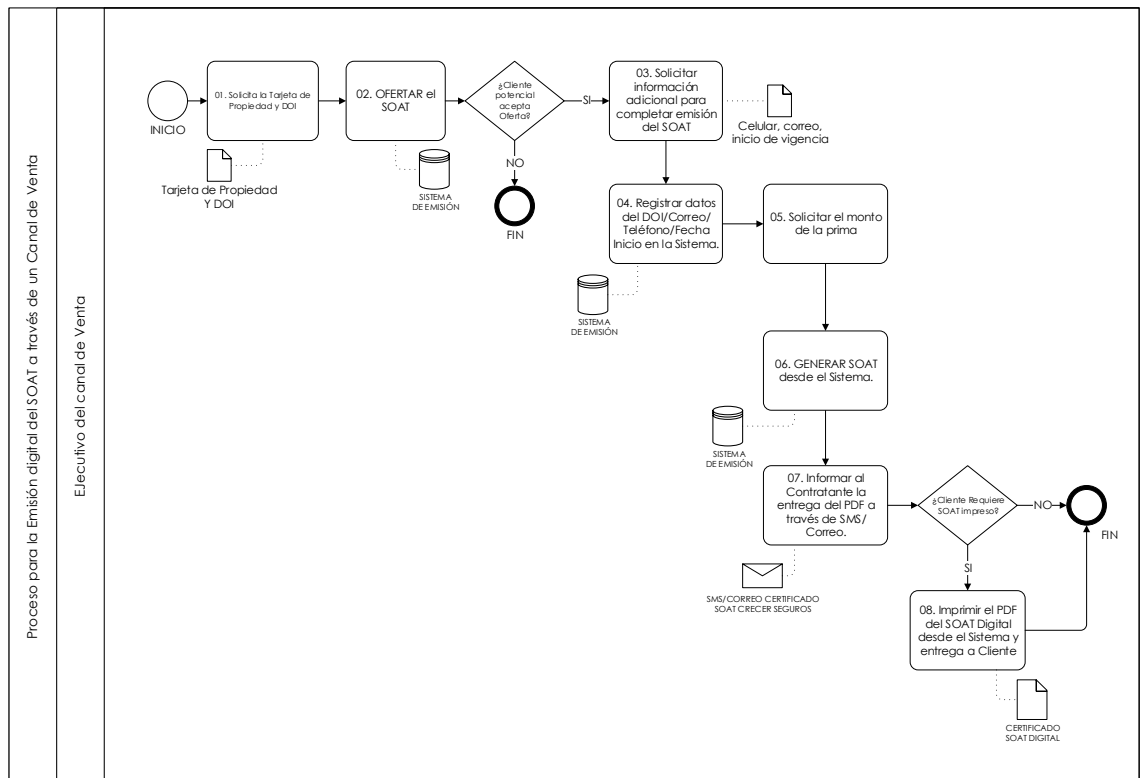 Proceso para la Emisión digital del SOAT a través de un Canal de Venta
Ejecutivo del canal de Venta
INICIO
01. Solicita la Tarjeta de
Propiedad y DOI
Tarjeta de Propiedad
Y DOI
02. OFERTAR el
SOAT
SISTEMA
DE EMISIÓN
¿Cliente
potencial
acepta
Oferta?
SI
NO
FIN
03. Solicitar
información
adicional para
completar emisión
del SOAT
Celular, correo,
inicio de vigencia
04. Registrar datos
del DOI/Correo/
Teléfono/Fecha
Inicio en la Sistema.
SISTEMA
DE EMISIÓN
05. Solicitar el monto
de la prima
06. GENERAR SOAT
desde el Sistema.
SISTEMA
DE EMISIÓN
07. Informar al
Contratante la
entrega del PDF a
través de SMS/
Correo.
SMS/CORREO CERTIFICADO
SOAT CRECER SEGUROS
¿Cliente Requiere
SOAT impreso?
NO
FIN
SI
08. Imprimir el PDF
del SOAT Digital
desde el Sistema y
entrega a Cliente
CERTIFICADO
SOAT DIGITAL